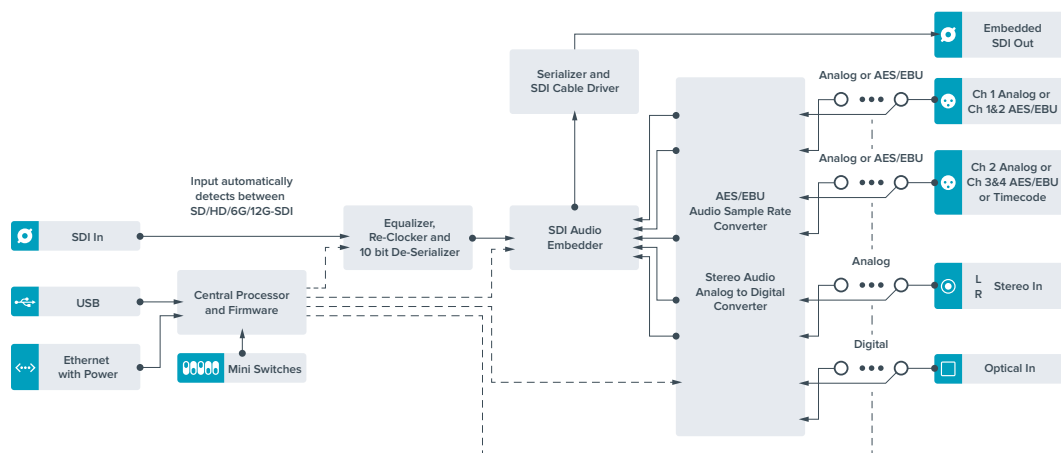 Embedded
SDI Out
Serializer and
SDI Cable Driver
Analog or AES/EBU
Ch 1 Analog or
Ch 1&2 AES/EBU
Analog or AES/EBU
Ch 2 Analog or
Ch 3&4 AES/EBU
or Timecode
Input automatically
detects between
SD/HD/6G/12G-SDI
SDI In
Equalizer,
Re-Clocker and
10 bit De-Serializer
SDI Audio
Embedder
AES/EBU
Audio Sample Rate
Converter
Stereo Audio
Analog to Digital
Converter
Analog
L
R
Stereo In
USB
Central Processor
and Firmware
Ethernet
with Power
Mini Switches
Digital
Optical In